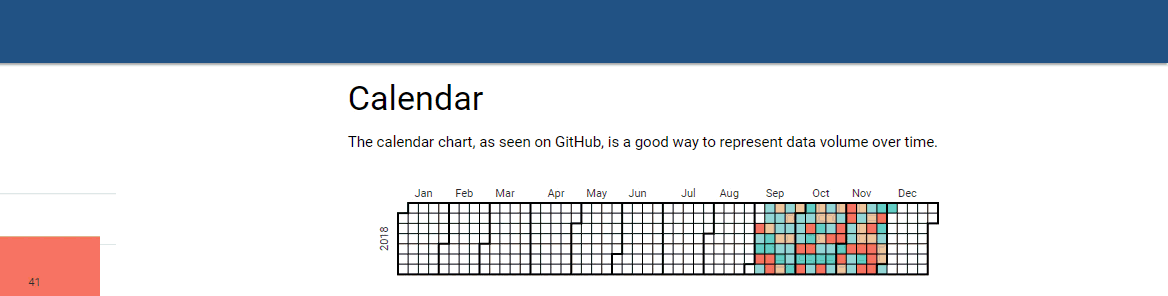 Calendar
The calendar chart, as seen on GitHub, is a good way to represent data volume over time.
Jan Feb Mar Apr May Jun Jul Aug Sep Oct Nov Dec
2018
41